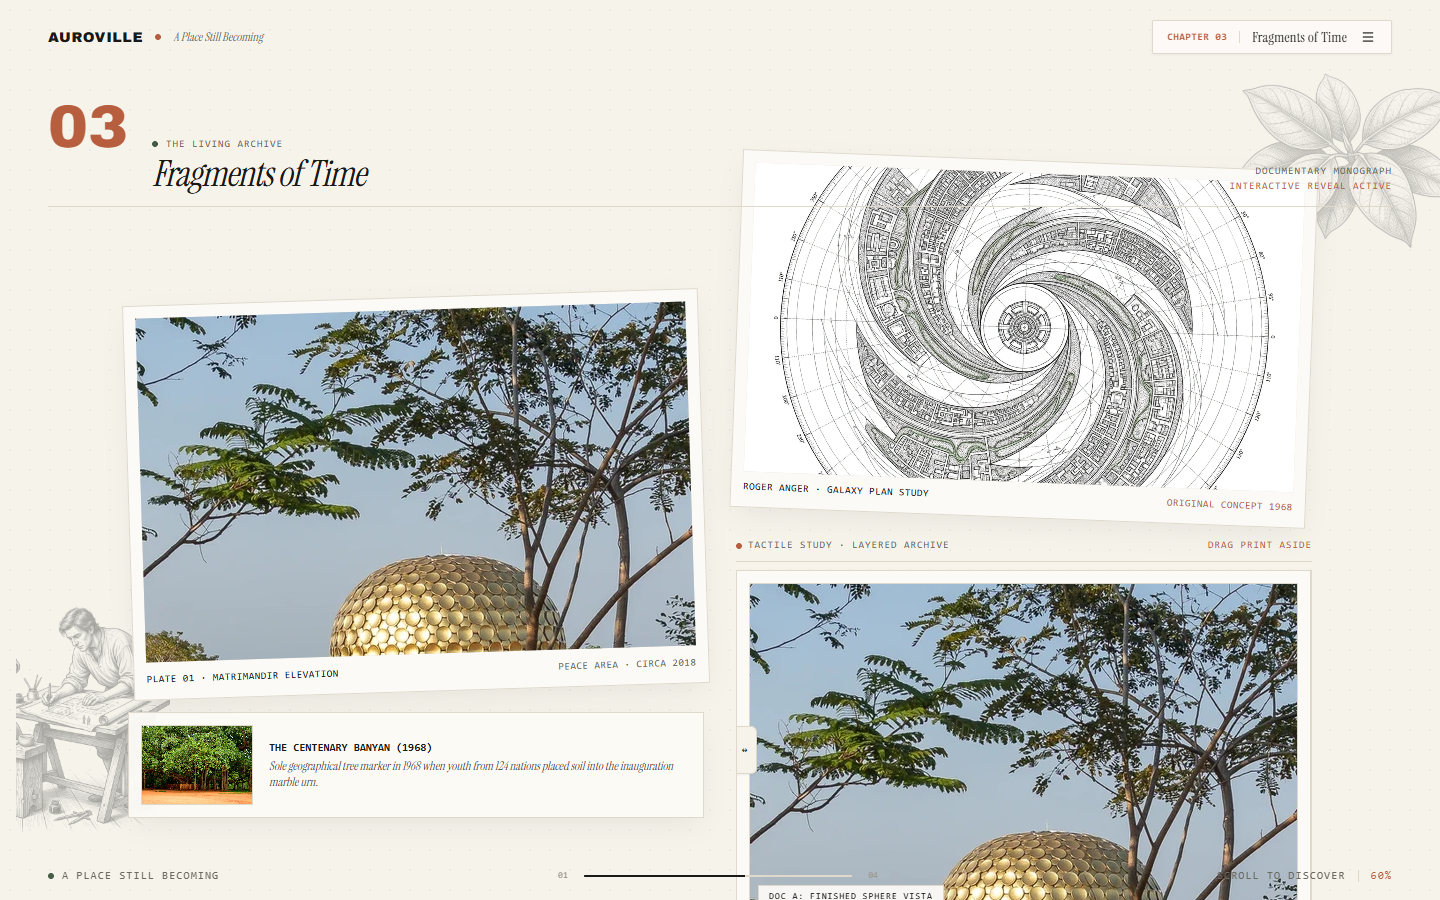 AUROVILLE
A Place Still Becoming
CHAPTER 03
Fragments of Time
03
THE LIVING ARCHIVE
Fragments of Time
DOCUMENTARY MONOGRAPH
INTERACTIVE REVEAL ACTIVE
ROGER ANGER · GALAXY PLAN STUDY
ORIGINAL CONCEPT 1968
PLATE 01 · MATRIMANDIR ELEVATION
PEACE AREA · CIRCA 2018
THE CENTENARY BANYAN (1968)
Sole geographical tree marker in 1968 when youth from 124 nations placed soil into the inauguration
marble urn.
TACTILE STUDY · LAYERED ARCHIVE
DRAG PRINT ASIDE
DOC A: FINISHED SPHERE VISTA
A PLACE STILL BECOMING
01
04
SCROLL TO DISCOVER
60%